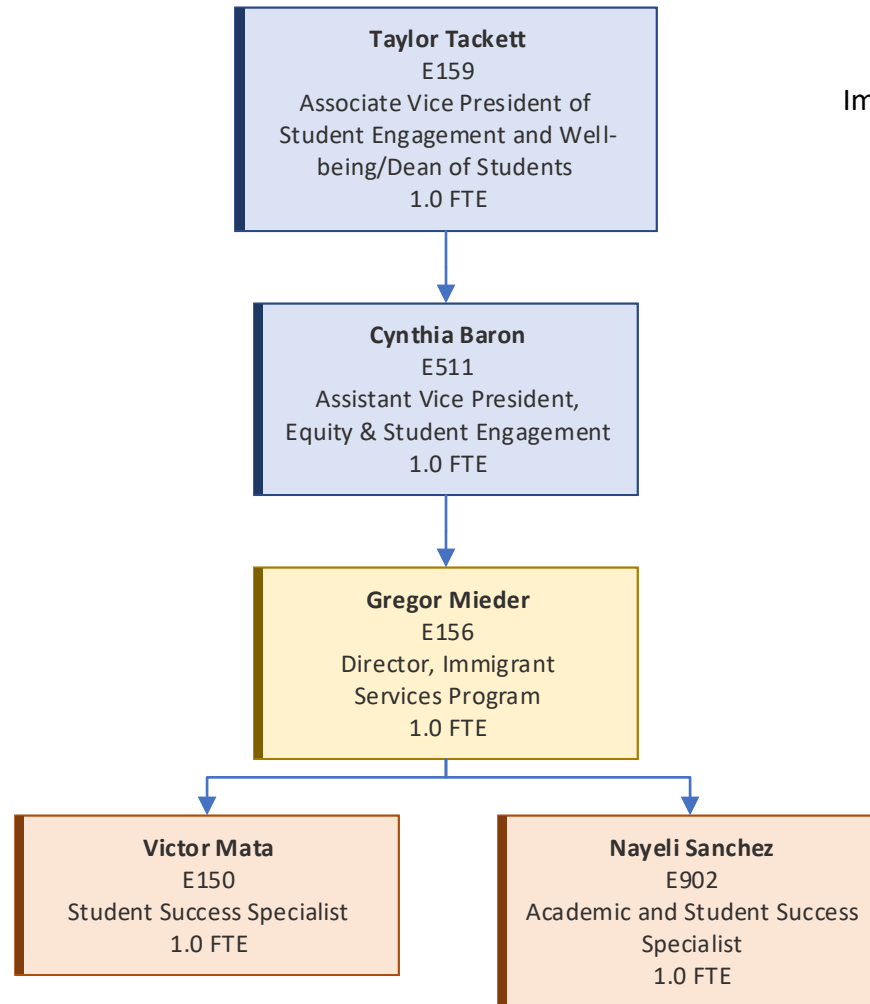 Taylor Tackett
E159
Associate Vice President of
Student Engagement and Well-
being/Dean of Students
1.0 FTE
Im
Cynthia Baron
E511
Assistant Vice President,
Equity & Student Engagement
1.0 FTE
Gregor Mieder
E156
Director, Immigrant
Services Program
1.0 FTE
Victor Mata
E150
Student Success Specialist
1.0 FTE
Nayeli Sanchez
E902
Academic and Student Success
Specialist
1.0 FTE